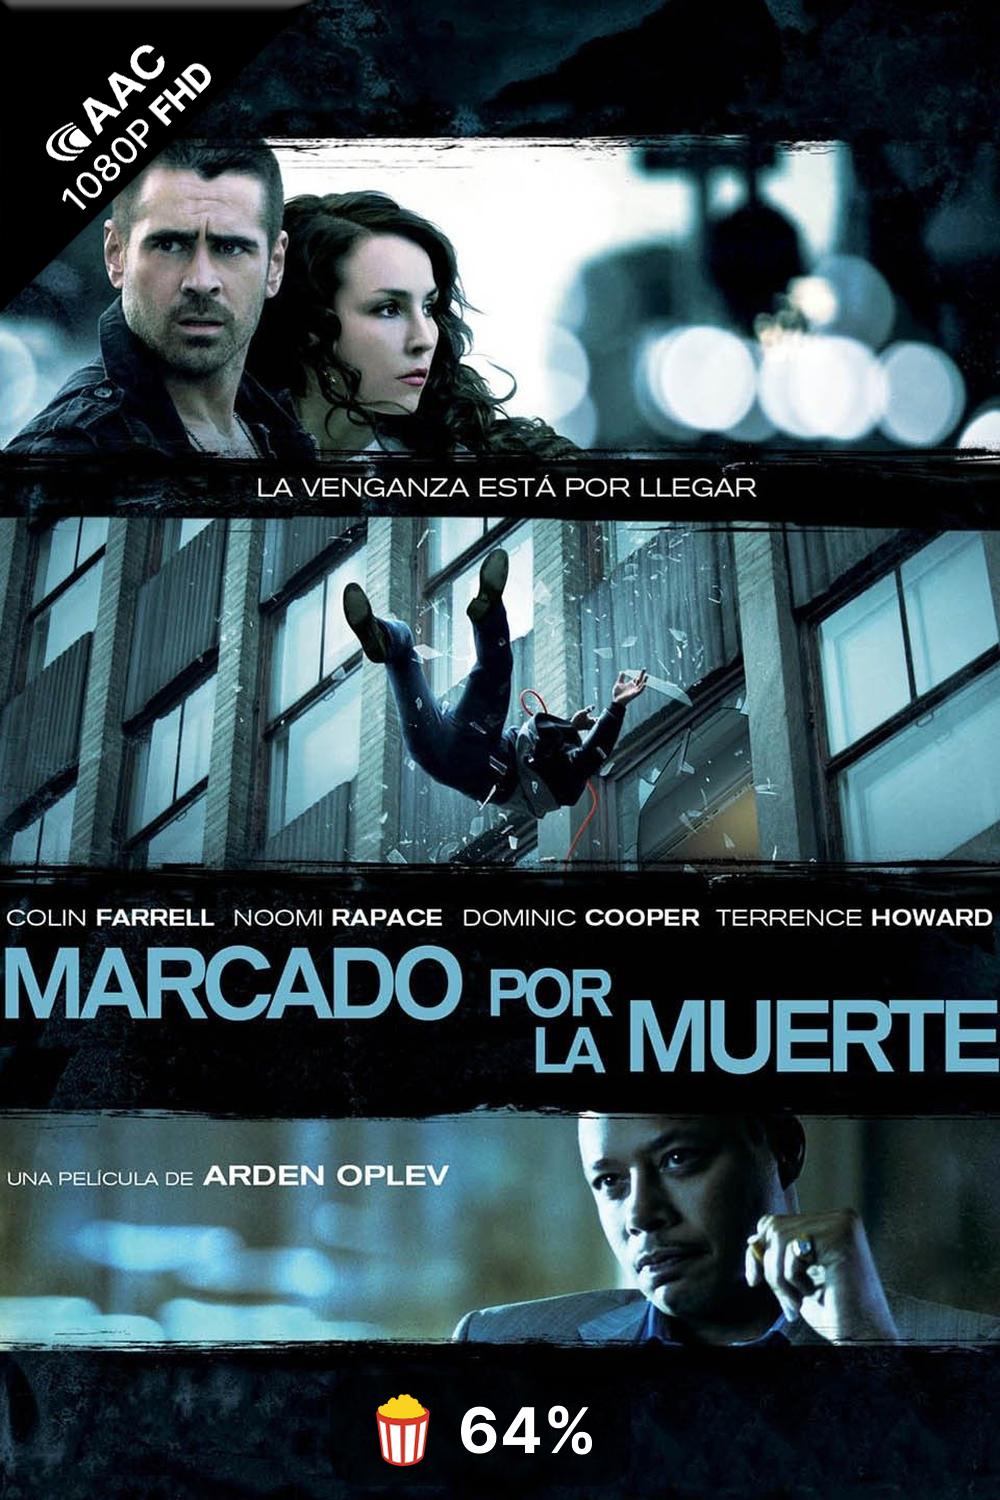 AAC
1080P FHD
LA VENGANZA ESTÁ POR LLEGAR
COLIN FARRELL NOOMI RAPACE DOMINIC COOPER TERRENCE HOWARD
MARCADO POR
LA MUERTE
UNA PELÍCULA DE ARDEN OPLEV
64%